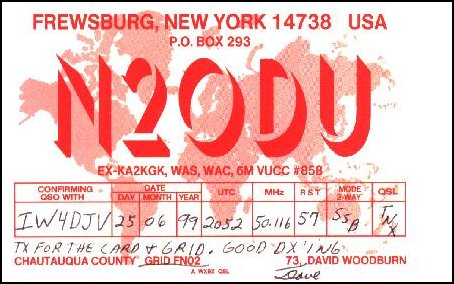 FREWSBURG, NEW YORK 14738 USA
P.O. BOX 293
N2ODU
EX-KA2KGK, WAS, WAC, 6M VUCC #858
CONFIRMING QSO WITH DATE DAY MONTH YEAR UTC MHz R S T MODE 2-WAY QSL
IW4DJV 25 06 99 2052 50.116 57 SSB TNX
TX FOR THE CARD + GRID. GOOD DX'ING
CHAUTAUQUA COUNTY GRID FN02 73, DAVID WOODBURN
A WX9X QSL Dave